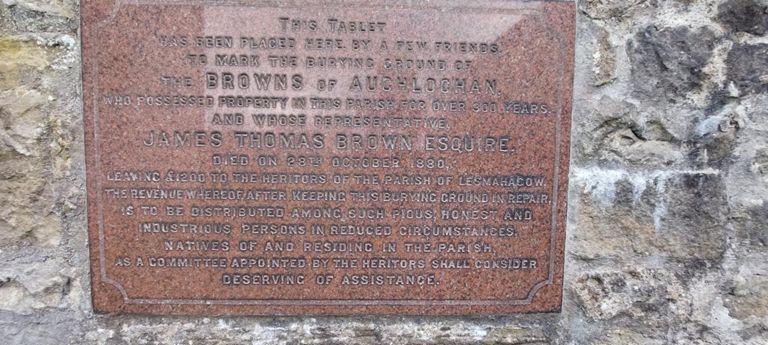 THIS TABLET
HAS BEEN PLACED HERE, BY A FEW FRIENDS,
TO MARK THE BURYING GROUND OF
THE BROWNS OF AUCHLOCHAN,
WHO POSSESSED PROPERTY IN THIS PARISH, FOR OVER 300 YEARS.
AND WHOSE REPRESENTATIVE,
JAMES THOMAS BROWN ESQUIRE,
DIED ON 28TH OCTOBER 1880,
LEAVING £1200 TO THE HERITORS OF THE PARISH OF LESMAHAGOW,
THE REVENUE WHEREOF, AFTER KEEPING THIS BURYING GROUND IN REPAIR,
IS TO BE DISTRIBUTED AMONG SUCH PIOUS, HONEST AND
INDUSTRIOUS PERSONS IN REDUCED CIRCUMSTANCES,
NATIVES OF AND RESIDING IN THE PARISH,
AS A COMMITTEE APPOINTED BY THE HERITORS SHALL CONSIDER
DESERVING OF ASSISTANCE.